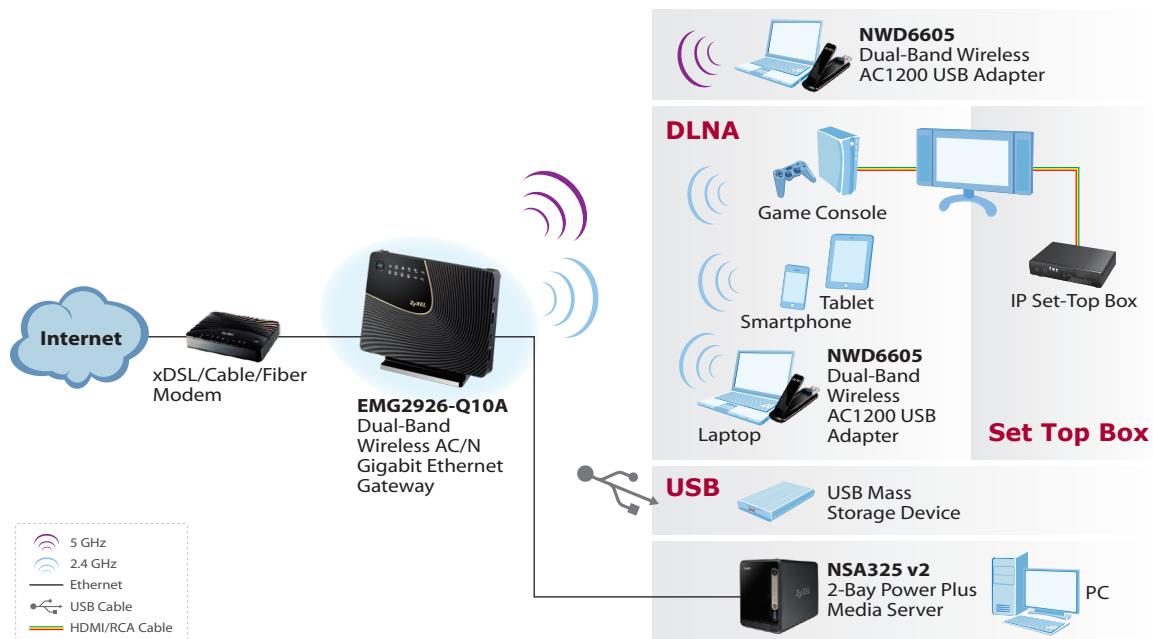 NWD6605
Dual-Band Wireless
AC1200 USB Adapter
DLNA
Game Console
Tablet
Smartphone
IP Set-Top Box
NWD6605
Dual-Band
Wireless
AC1200 USB
Adapter
Laptop
Set Top Box
Internet
xDSL/Cable/Fiber
Modem
ZyXEL
EMG2926-Q10A
Dual-Band
Wireless AC/N
Gigabit Ethernet
Gateway
USB
USB Mass
Storage Device
NSA325 v2
2-Bay Power Plus
Media Server
ZyXEL
PC
5 GHz
2.4 GHz
Ethernet
USB Cable
HDMI/RCA Cable